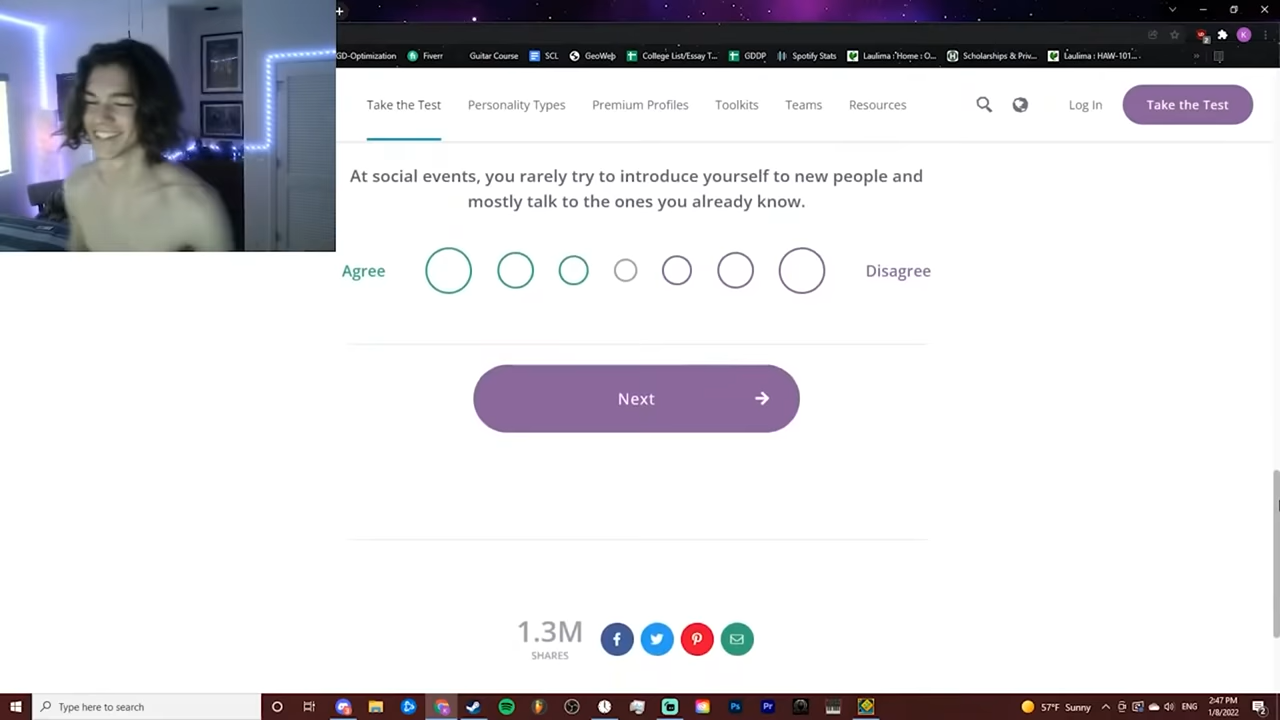 GD-Optimization Fiverr Guitar Course SCL GeoWeb College List/Essay T... GDDP Spotify Stats Laulima : Home : O... Scholarships & Priv... Laulima : HAW-101...
Take the Test Personality Types Premium Profiles Toolkits Teams Resources Log In Take the Test
At social events, you rarely try to introduce yourself to new people and
mostly talk to the ones you already know.
Agree Disagree
Next
1.3M
SHARES
Type here to search 57°F Sunny ENG 2:47 PM
1/8/2022